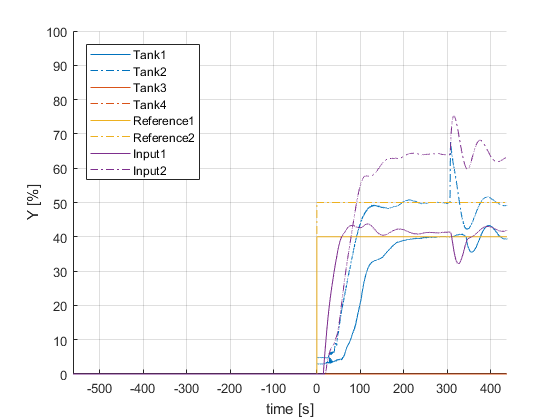 100
90
80
70
60
50
40
30
20
10
0
Y [%]
Tank1
Tank2
Tank3
Tank4
Reference1
Reference2
Input1
Input2
-500 -400 -300 -200 -100 0 100 200 300 400
time [s]